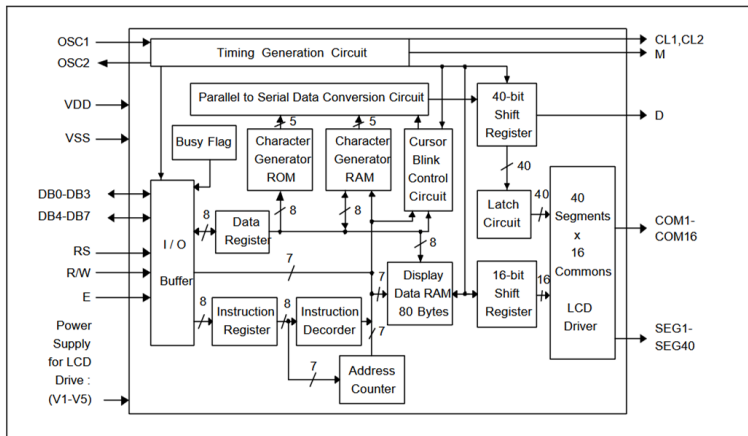 OSC1
OSC2
Timing Generation Circuit
CL1,CL2
M
VDD
VSS
Parallel to Serial Data Conversion Circuit
40-bit
Shift
Register
D
Busy Flag
5
5
Character
Generator
ROM
Character
Generator
RAM
Cursor
Blink
Control
Circuit
40
DB0-DB3
DB4-DB7
8
Data
Register
8
8
8
Latch
Circuit
40
40
Segments
x
16
Commons
LCD
Driver
COM1-
COM16
RS
R/W
E
I / O
Buffer
7
7
Display
Data RAM
80 Bytes
16-bit
Shift
Register
16
8
Instruction
Register
8
Instruction
Decorder
7
SEG1-
SEG40
Power
Supply
for LCD
Drive :
(V1-V5)
7
Address
Counter